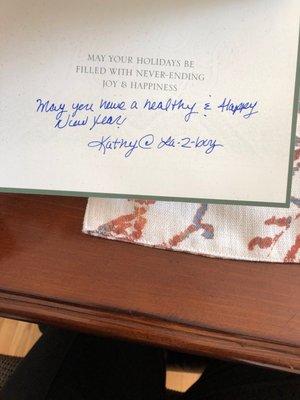 MAY YOUR HOLIDAYS BE
FILLED WITH NEVER-ENDING
JOY & HAPPINESS
May you have a healthy & Happy
New Year!
Kathy @ La-Z-boy